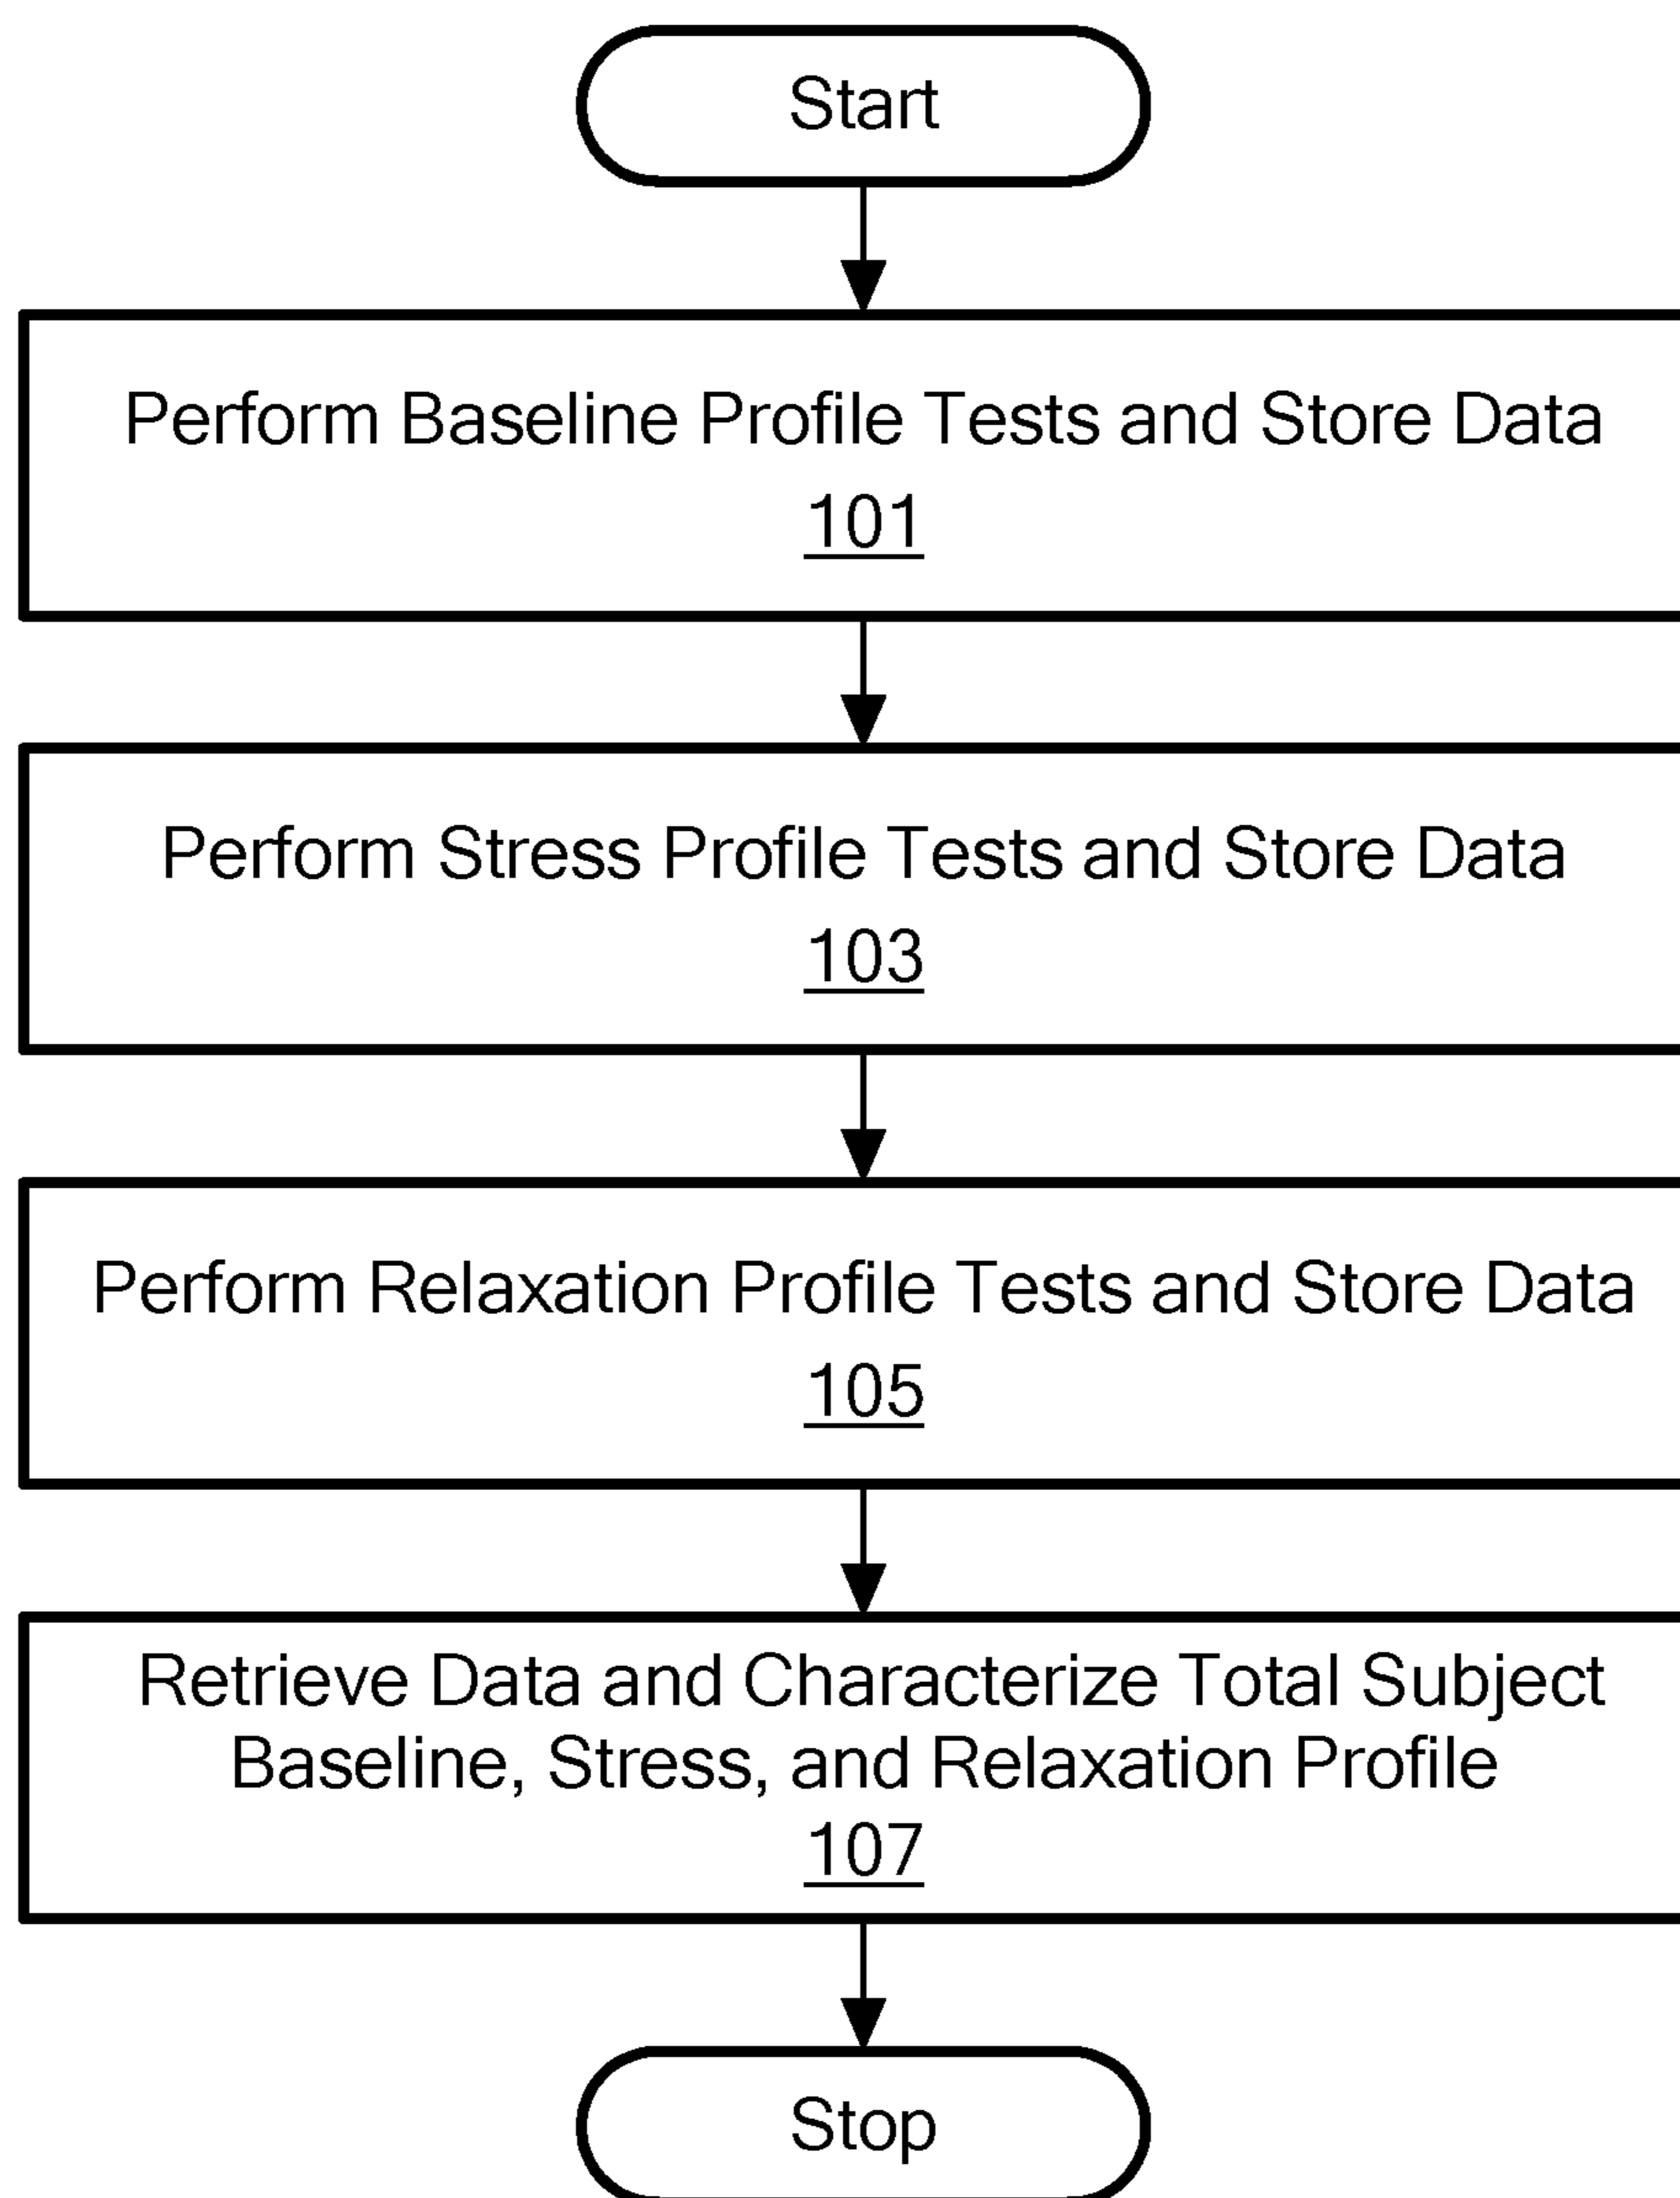 Start
Perform Baseline Profile Tests and Store Data
101
Perform Stress Profile Tests and Store Data
103
Perform Relaxation Profile Tests and Store Data
105
Retrieve Data and Characterize Total Subject
Baseline, Stress, and Relaxation Profile
107
Stop